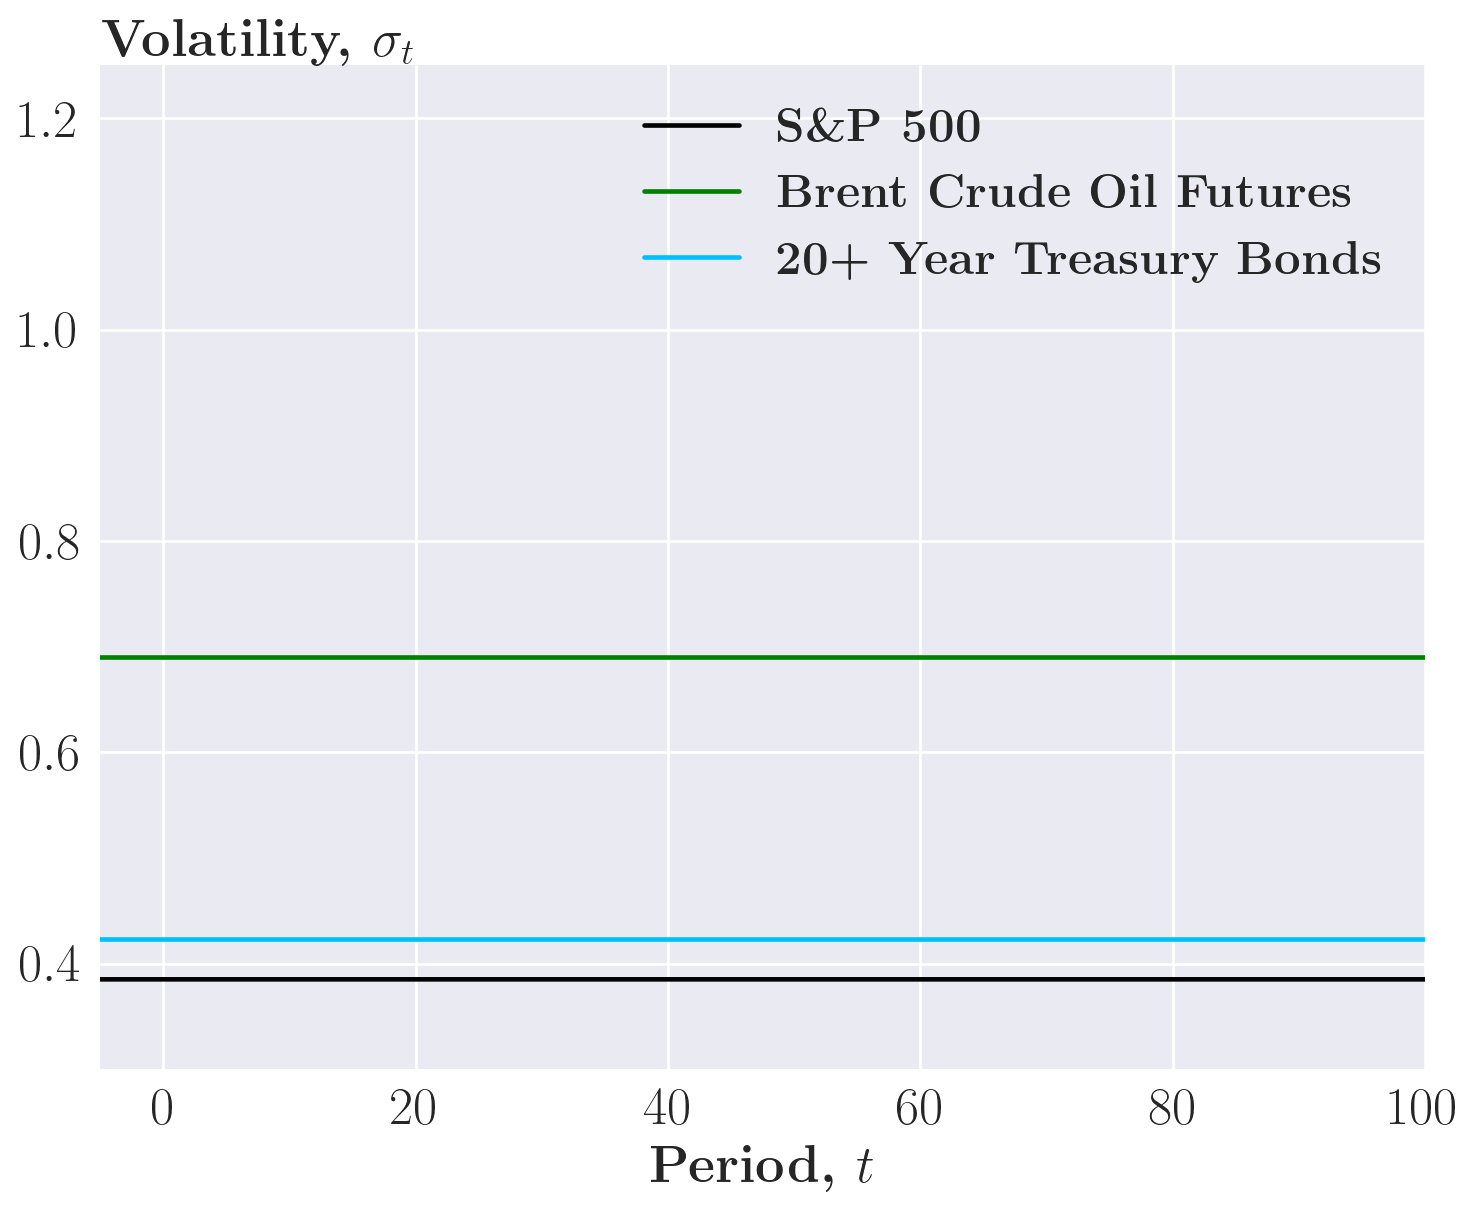 Volatility, σt
1.2
1.0
0.8
0.6
0.4
S&P 500
Brent Crude Oil Futures
20+ Year Treasury Bonds
0 20 40 60 80 100
Period, t